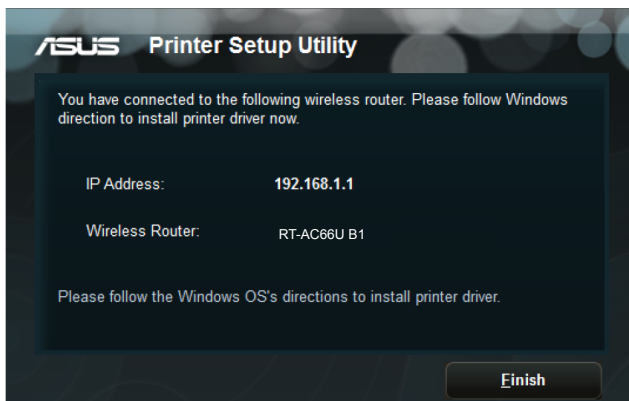 ASUS Printer Setup Utility
You have connected to the following wireless router. Please follow Windows
direction to install printer driver now.
IP Address: 192.168.1.1
Wireless Router: RT-AC66U B1
Please follow the Windows OS's directions to install printer driver.
Finish